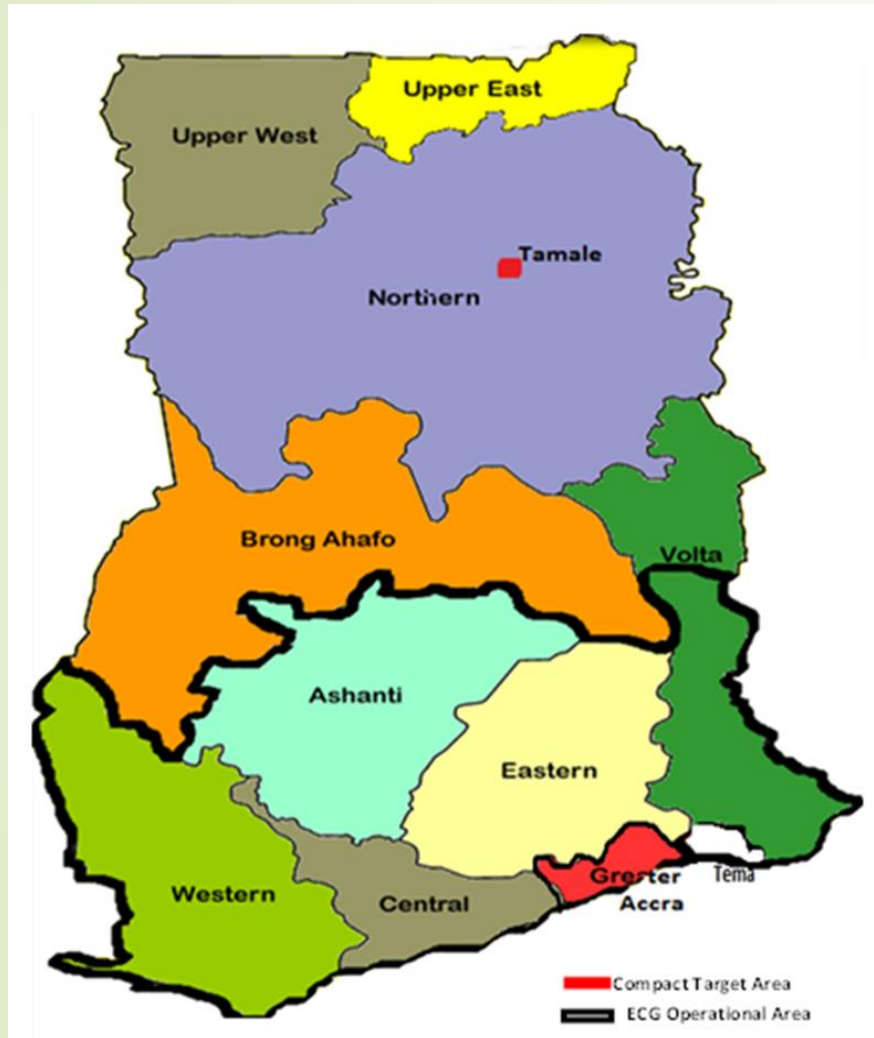 Upper East
Upper West
Tamale
Northern
Brong Ahafo
Volta
Ashanti
Eastern
Western
Central
Greater
Accra
Tema
Compact Target Area
ECG Operational Area